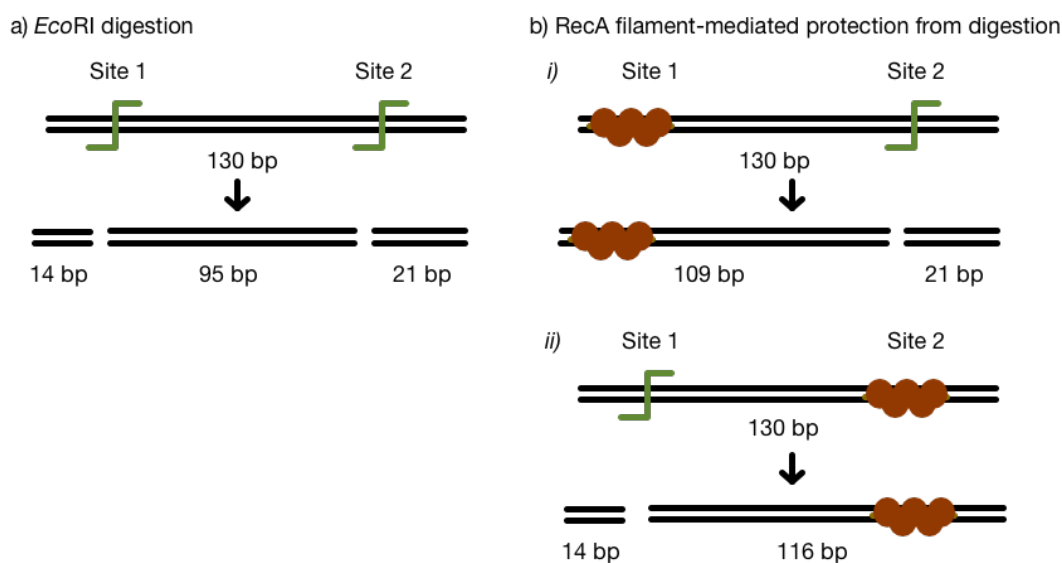 a) EcoRI digestion
Site 1 Site 2
130 bp
14 bp 95 bp 21 bp
b) RecA filament-mediated protection from digestion
i) Site 1 Site 2
130 bp
109 bp 21 bp
ii) Site 1 Site 2
130 bp
14 bp 116 bp